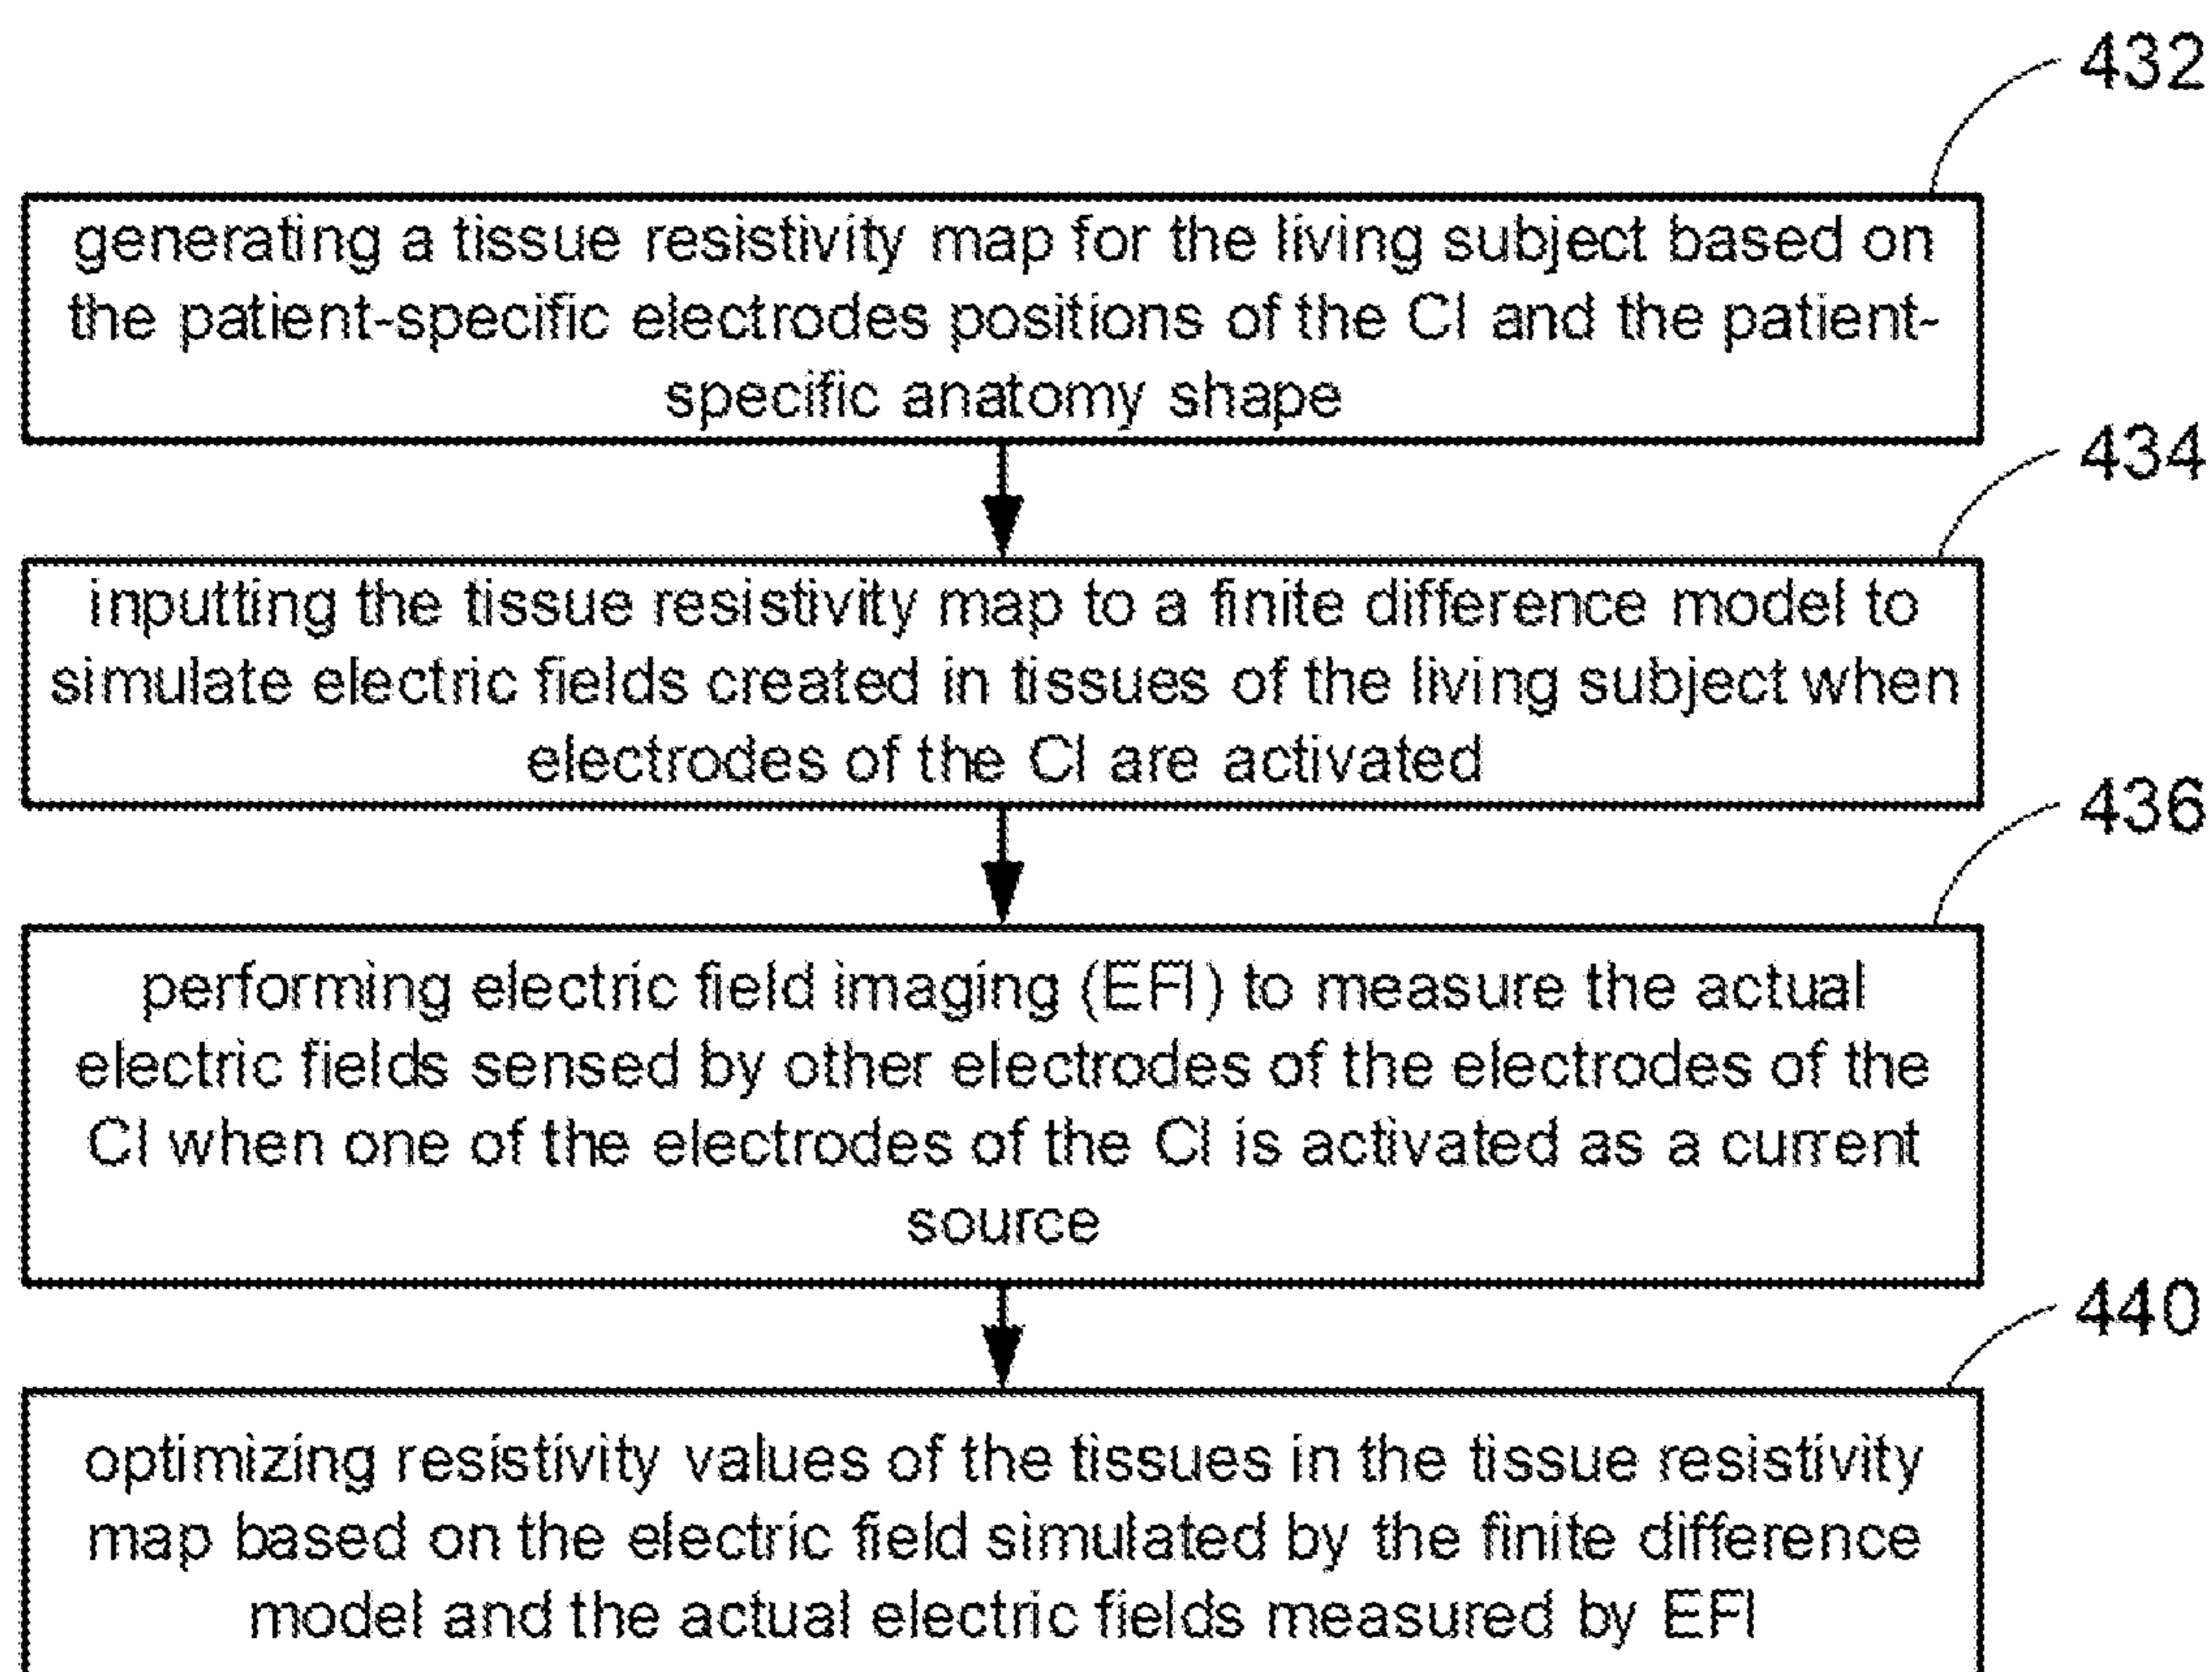 432
generating a tissue resistivity map for the living subject based on
the patient-specific electrodes positions of the CI and the patient-
specific anatomy shape
434
inputting the tissue resistivity map to a finite difference model to
simulate electric fields created in tissues of the living subject when
electrodes of the CI are activated
436
performing electric field imaging (EFI) to measure the actual
electric fields sensed by other electrodes of the electrodes of the
CI when one of the electrodes of the CI is activated as a current
source
440
optimizing resistivity values of the tissues in the tissue resistivity
map based on the electric field simulated by the finite difference
model and the actual electric fields measured by EFI